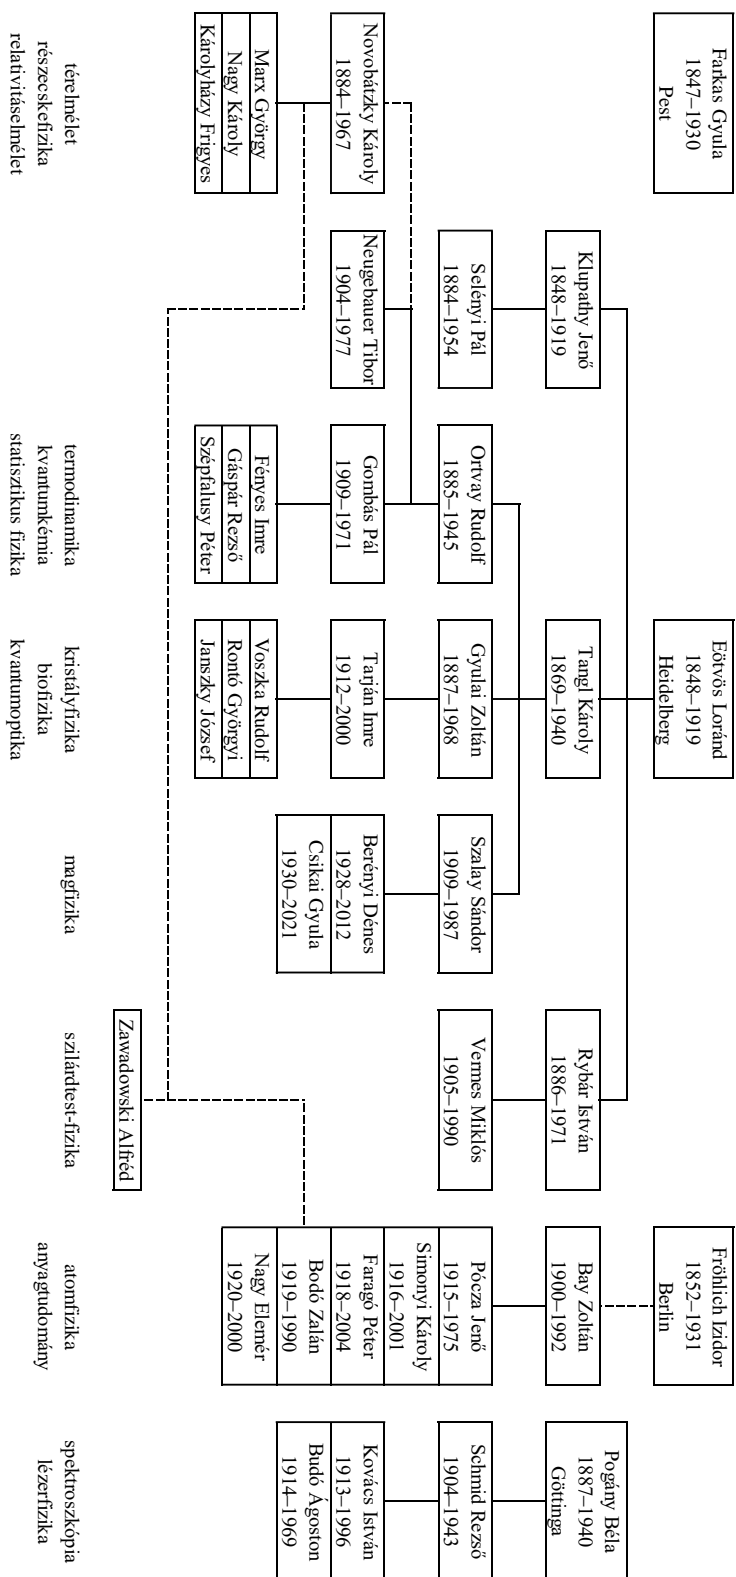 Farkas Gyula
1847–1930
Pest
Eötvös Loránd
1848–1919
Heidelberg
Fröhlich Izidor
1852–1931
Berlin
Klupathy Jenő
1848–1919
Tangl Károly
1869–1940
Rybár István
1886–1971
Bay Zoltán
1900–1992
Pogány Béla
1887–1940
Göttinga
Selényi Pál
1884–1954
Ortvay Rudolf
1885–1945
Gyulai Zoltán
1887–1968
Szalay Sándor
1909–1987
Vermes Miklós
1905–1990
Pócza Jenő
1915–1975
Simonyi Károly
1916–2001
Faragó Péter
1918–2004
Bodó Zalán
1919–1990
Nagy Elemér
1920–2000
Schmid Rezső
1904–1943
Novobátzky Károly
1884–1967
Neugebauer Tibor
1904–1977
Gombás Pál
1909–1971
Tarján Imre
1912–2000
Berényi Dénes
1928–2012
Csikai Gyula
1930–2021
Kovács István
1913–1996
Budó Ágoston
1914–1969
Marx György
Nagy Károly
Károlyházy Frigyes
Fényes Imre
Gáspár Rezső
Szépfalusy Péter
Voszka Rudolf
Rontó Györgyi
Janszky József
Zawadowski Alfréd
térelmélet
részecskefizika
relativitáselmélet
termodinamika
kvantumkémia
statisztikus fizika
kristályfizika
biofizika
kvantumoptika
magfizika
szilárdtest-fizika
atomfizika
anyagtudomány
spektroszkópia
lézerfizika